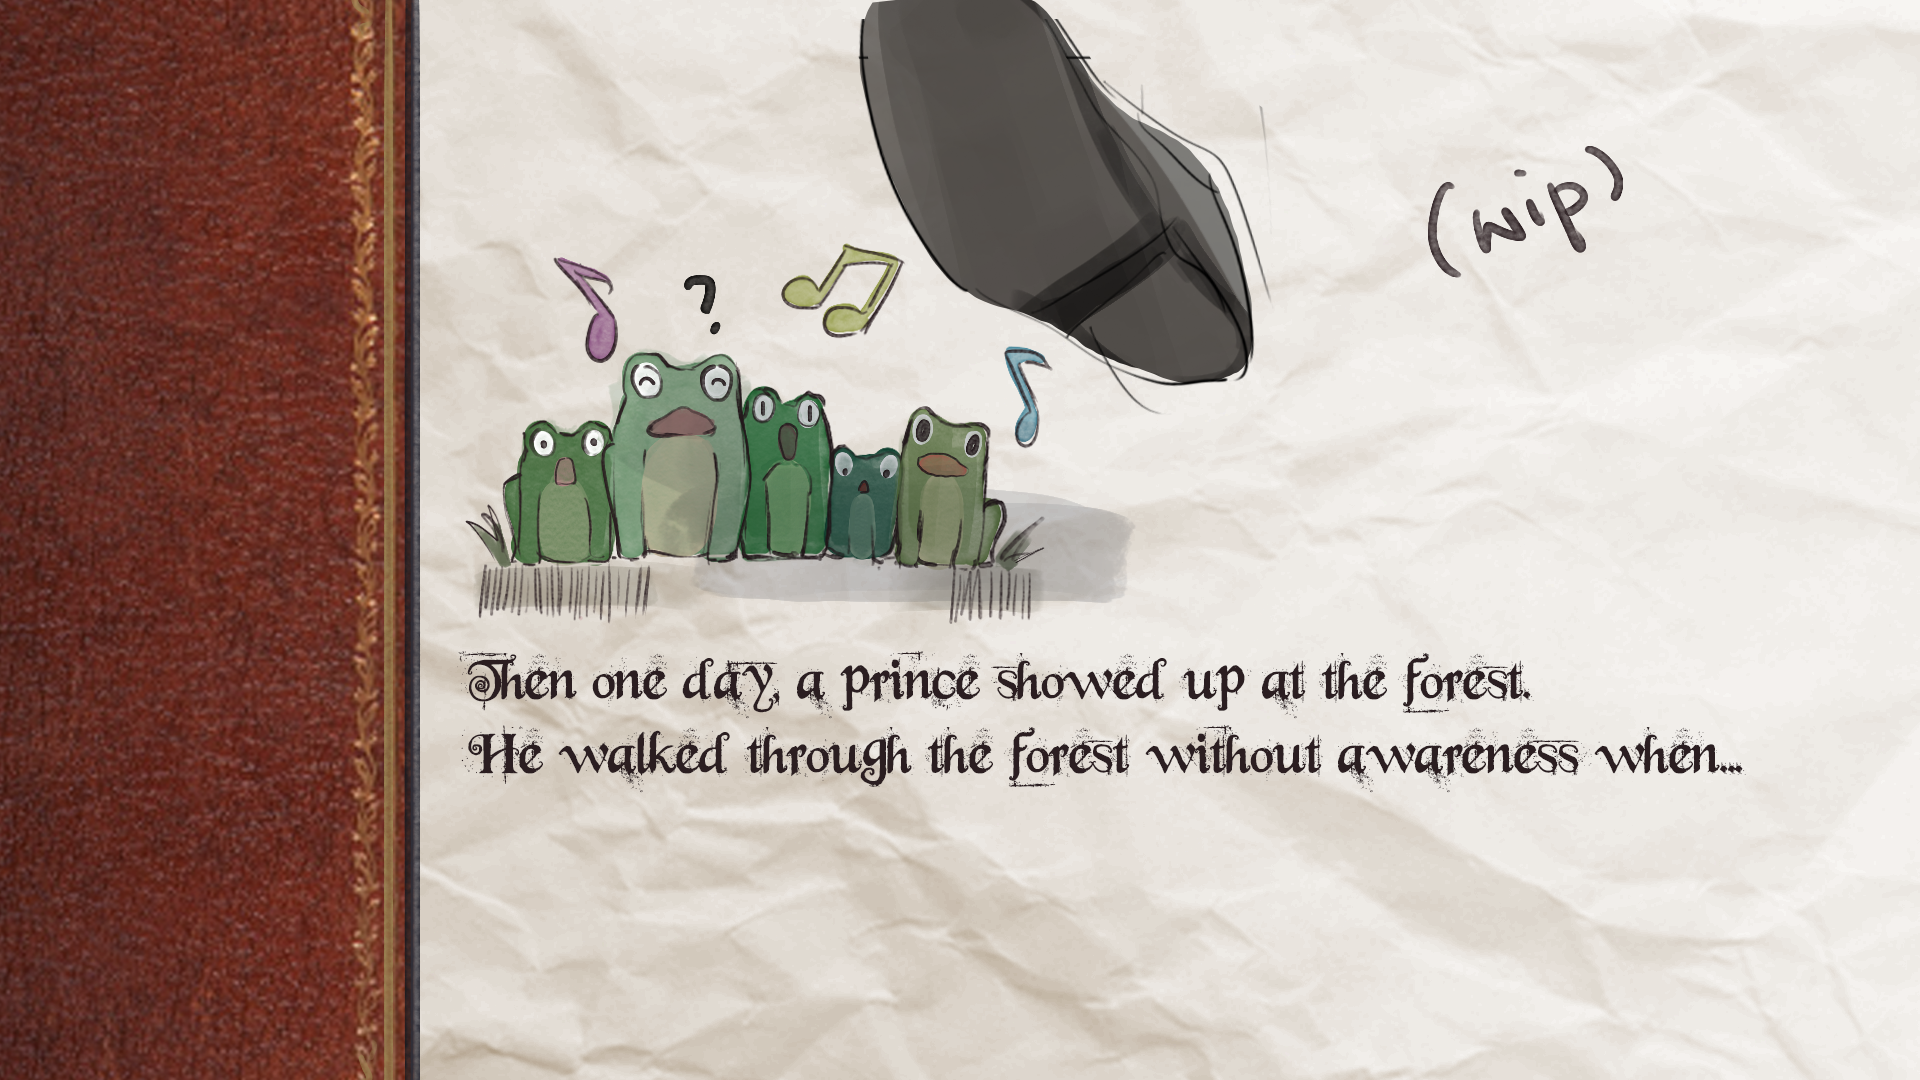 (wip)
?
Then one day, a prince showed up at the forest.
He walked through the forest without awareness when...